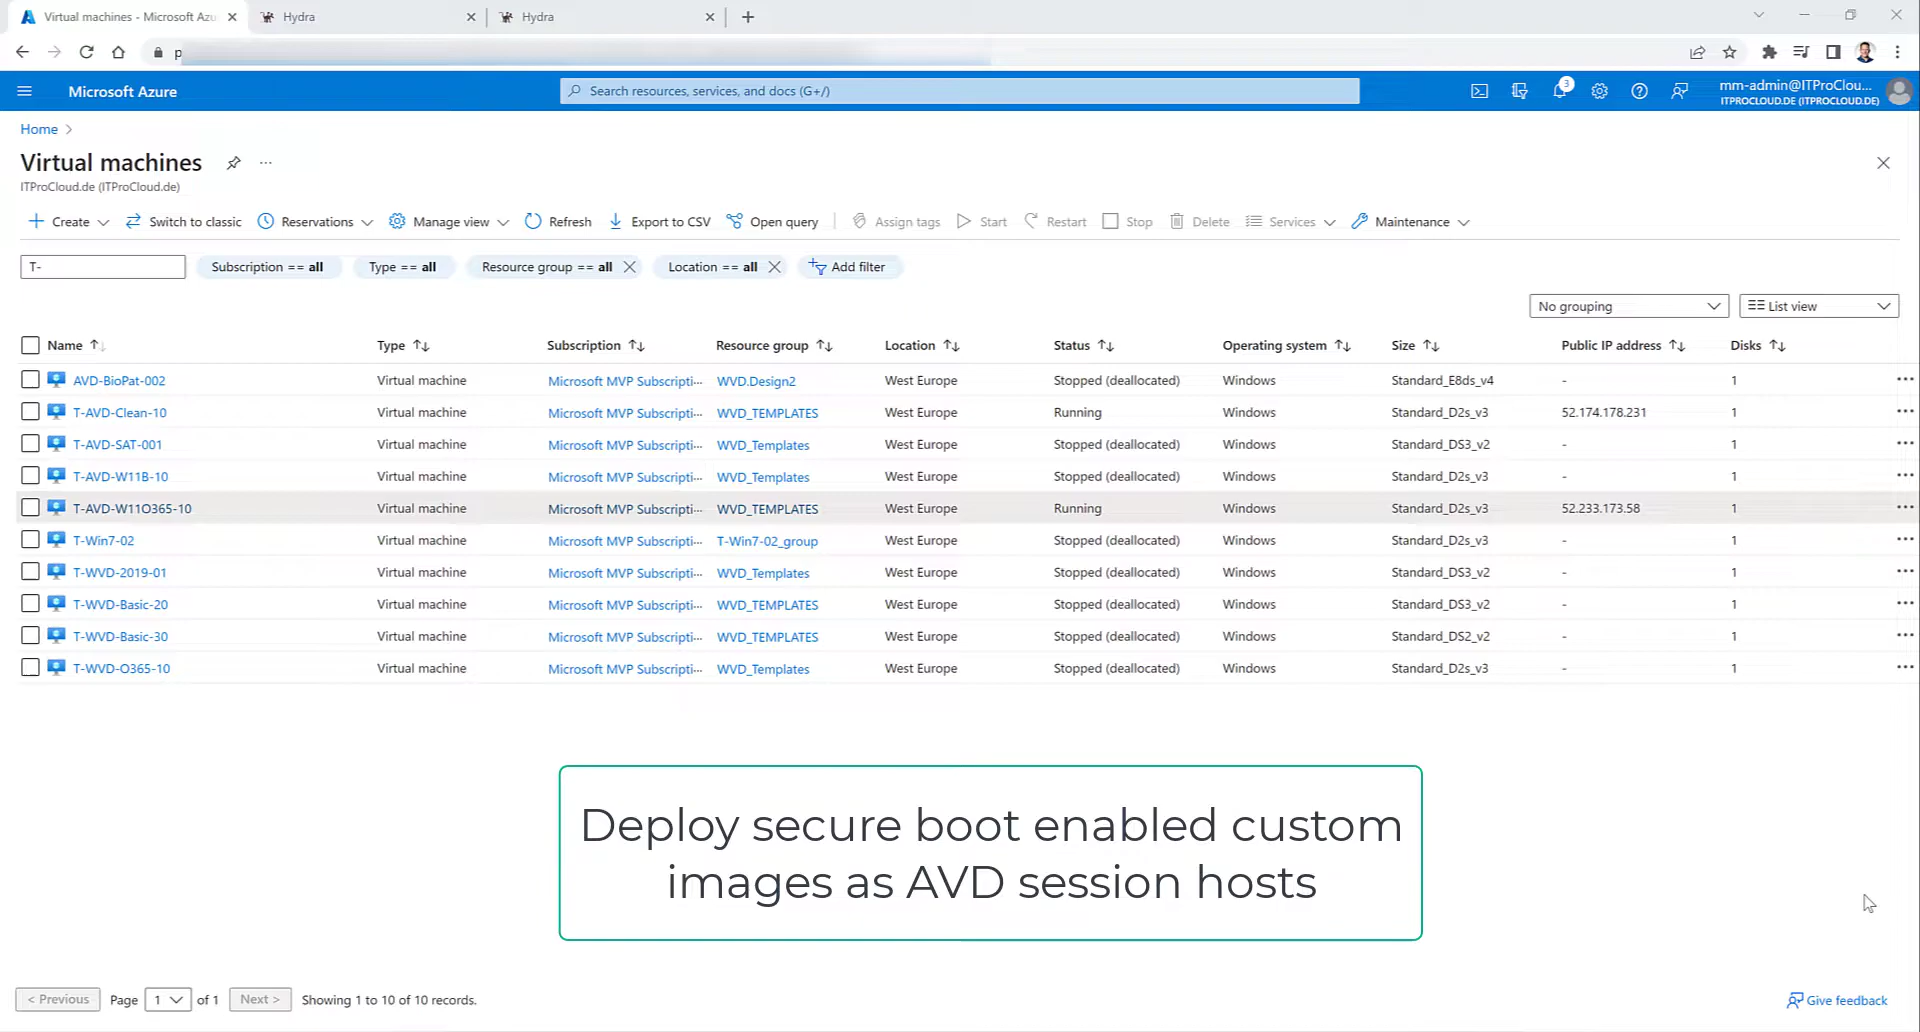 Virtual machines - Microsoft Azu
Hydra
Hydra
p
Microsoft Azure
Search resources, services, and docs (G+/)
3
mm-admin@ITProClou...
ITPROCLOUD.DE (ITPROCLOUD.DE)
Home
Virtual machines
ITProCloud.de (ITProCloud.de)
Create
Switch to classic
Reservations
Manage view
Refresh
Export to CSV
Open query
Assign tags
Start
Restart
Stop
Delete
Services
Maintenance
T-
Subscription == all
Type == all
Resource group == all
Location == all
Add filter
No grouping
List view
Name Type Subscription Resource group Location Status Operating system Size Public IP address Disks
AVD-BioPat-002 Virtual machine Microsoft MVP Subscripti... WVD.Design2 West Europe Stopped (deallocated) Windows Standard_E8ds_v4 - 1
T-AVD-Clean-10 Virtual machine Microsoft MVP Subscripti... WVD_TEMPLATES West Europe Running Windows Standard_D2s_v3 52.174.178.231 1
T-AVD-SAT-001 Virtual machine Microsoft MVP Subscripti... WVD_Templates West Europe Stopped (deallocated) Windows Standard_DS3_v2 - 1
T-AVD-W11B-10 Virtual machine Microsoft MVP Subscripti... WVD_Templates West Europe Stopped (deallocated) Windows Standard_D2s_v3 - 1
T-AVD-W11O365-10 Virtual machine Microsoft MVP Subscripti... WVD_TEMPLATES West Europe Running Windows Standard_D2s_v3 52.233.173.58 1
T-Win7-02 Virtual machine Microsoft MVP Subscripti... T-Win7-02_group West Europe Stopped (deallocated) Windows Standard_D2s_v3 - 1
T-WVD-2019-01 Virtual machine Microsoft MVP Subscripti... WVD_Templates West Europe Stopped (deallocated) Windows Standard_DS3_v2 - 1
T-WVD-Basic-20 Virtual machine Microsoft MVP Subscripti... WVD_TEMPLATES West Europe Stopped (deallocated) Windows Standard_DS3_v2 - 1
T-WVD-Basic-30 Virtual machine Microsoft MVP Subscripti... WVD_TEMPLATES West Europe Stopped (deallocated) Windows Standard_DS2_v2 - 1
T-WVD-O365-10 Virtual machine Microsoft MVP Subscripti... WVD_Templates West Europe Stopped (deallocated) Windows Standard_D2s_v3 - 1
Deploy secure boot enabled custom
images as AVD session hosts
< Previous Page 1 of 1 Next > Showing 1 to 10 of 10 records.
Give feedback